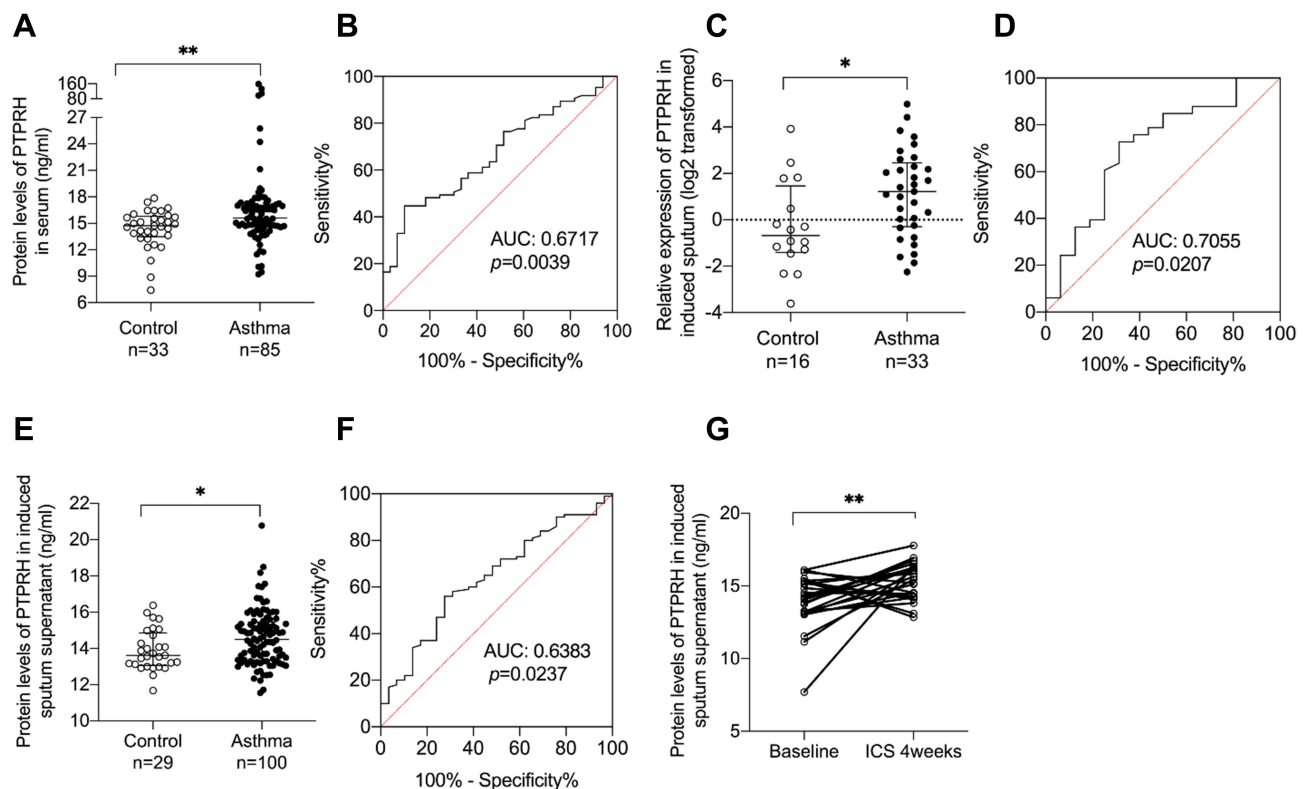 A
Protein levels of PTPRH
in serum (ng/ml)
**
160
80
27
24
21
18
15
12
9
6
Control
n=33
Asthma
n=85
B
Sensitivity%
100
80
60
40
20
0
AUC: 0.6717
p=0.0039
0 20 40 60 80 100
100% - Specificity%
C
Relative expression of PTPRH in
induced sputum (log2 transformed)
*
6
4
2
0
-2
-4
Control
n=16
Asthma
n=33
D
Sensitivity%
100
80
60
40
20
0
AUC: 0.7055
p=0.0207
0 20 40 60 80 100
100% - Specificity%
E
Protein levels of PTPRH in induced
sputum supernatant (ng/ml)
*
22
20
18
16
14
12
10
Control
n=29
Asthma
n=100
F
Sensitivity%
100
80
60
40
20
0
AUC: 0.6383
p=0.0237
0 20 40 60 80 100
100% - Specificity%
G
Protein levels of PTPRH in induced
sputum supernatant (ng/ml)
**
20
15
10
5
Baseline
ICS 4weeks